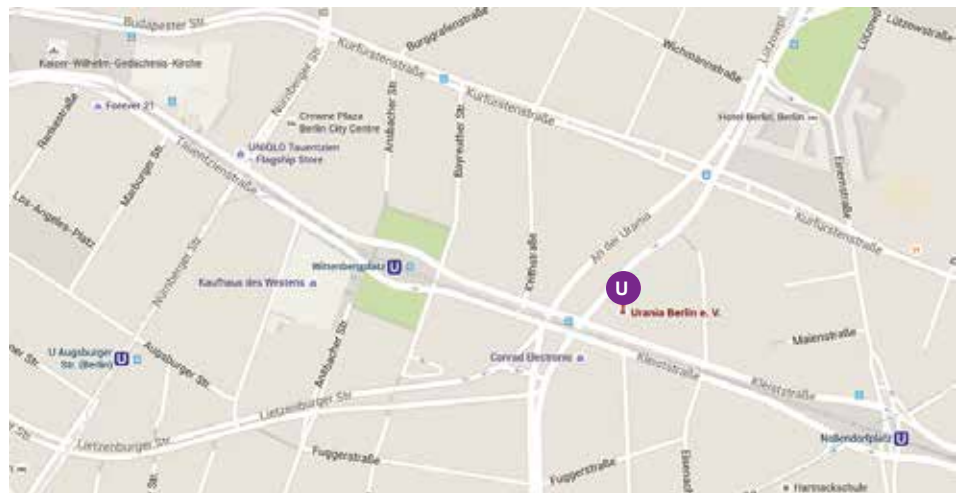 Budapester Str.
Kaiser-Wilhelm-Gedächtnis-Kirche
Forever 21
Rankestraße
Marburger Str.
Los-Angeles-Platz
Tauentzienstraße
Nürnberger Str.
Nürnberger Str.
Crowne Plaza
Berlin City Centre
UNIQLO Tauentzien
- Flagship Store
Burggrafenstraße
Kurfürstenstraße
Kurfürstenstraße
Kurfürstenstraße
Ansbacher Str.
Bayreuther Str.
Keithstraße
An der Urania
Wichmannstraße
Lützowpl.
Lützowstraße
Hotel Berlin, Berlin
Einemstraße
Wittenbergplatz U
Kaufhaus des Westens
U
Urania Berlin e. V.
U Augsburger
Str. (Berlin)
U
Augsburger Str.
Ansbacher Str.
Conrad Electronic
Kleiststraße
Kleiststraße
Maienstraße
Lietzenburger Str.
Lietzenburger Str.
Fuggerstraße
Fuggerstraße
Eisenach
Nollendorfplatz U
Hartnackschule